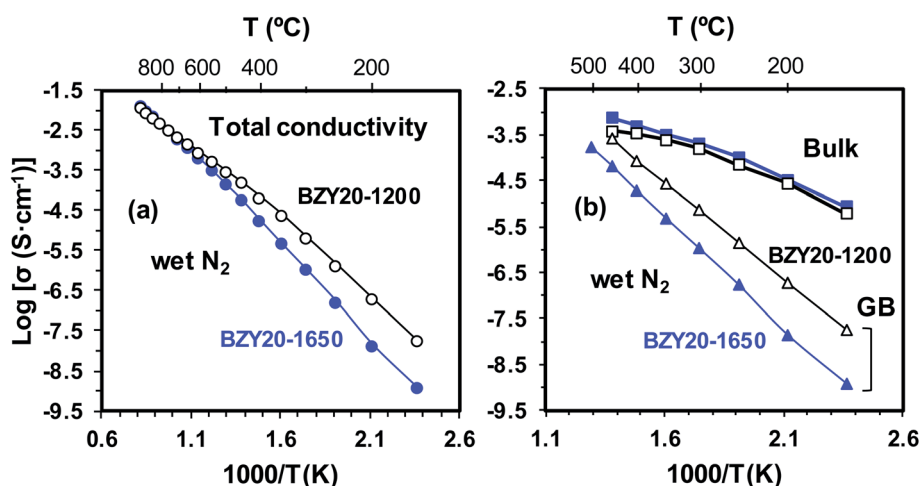 T (ºC)
800 600 400 200
-1.5
-2.5
-3.5
-4.5
-5.5
-6.5
-7.5
-8.5
-9.5
Total conductivity
BZY20-1200
(a)
wet N₂
BZY20-1650
Log [σ (S·cm⁻¹)]
0.6 1.1 1.6 2.1 2.6
1000/T(K)
T (ºC)
500 400 300 200
-2.5
-3.5
-4.5
-5.5
-6.5
-7.5
-8.5
-9.5
Bulk
(b)
BZY20-1200
wet N₂
GB
BZY20-1650
1.1 1.6 2.1 2.6
1000/T(K)